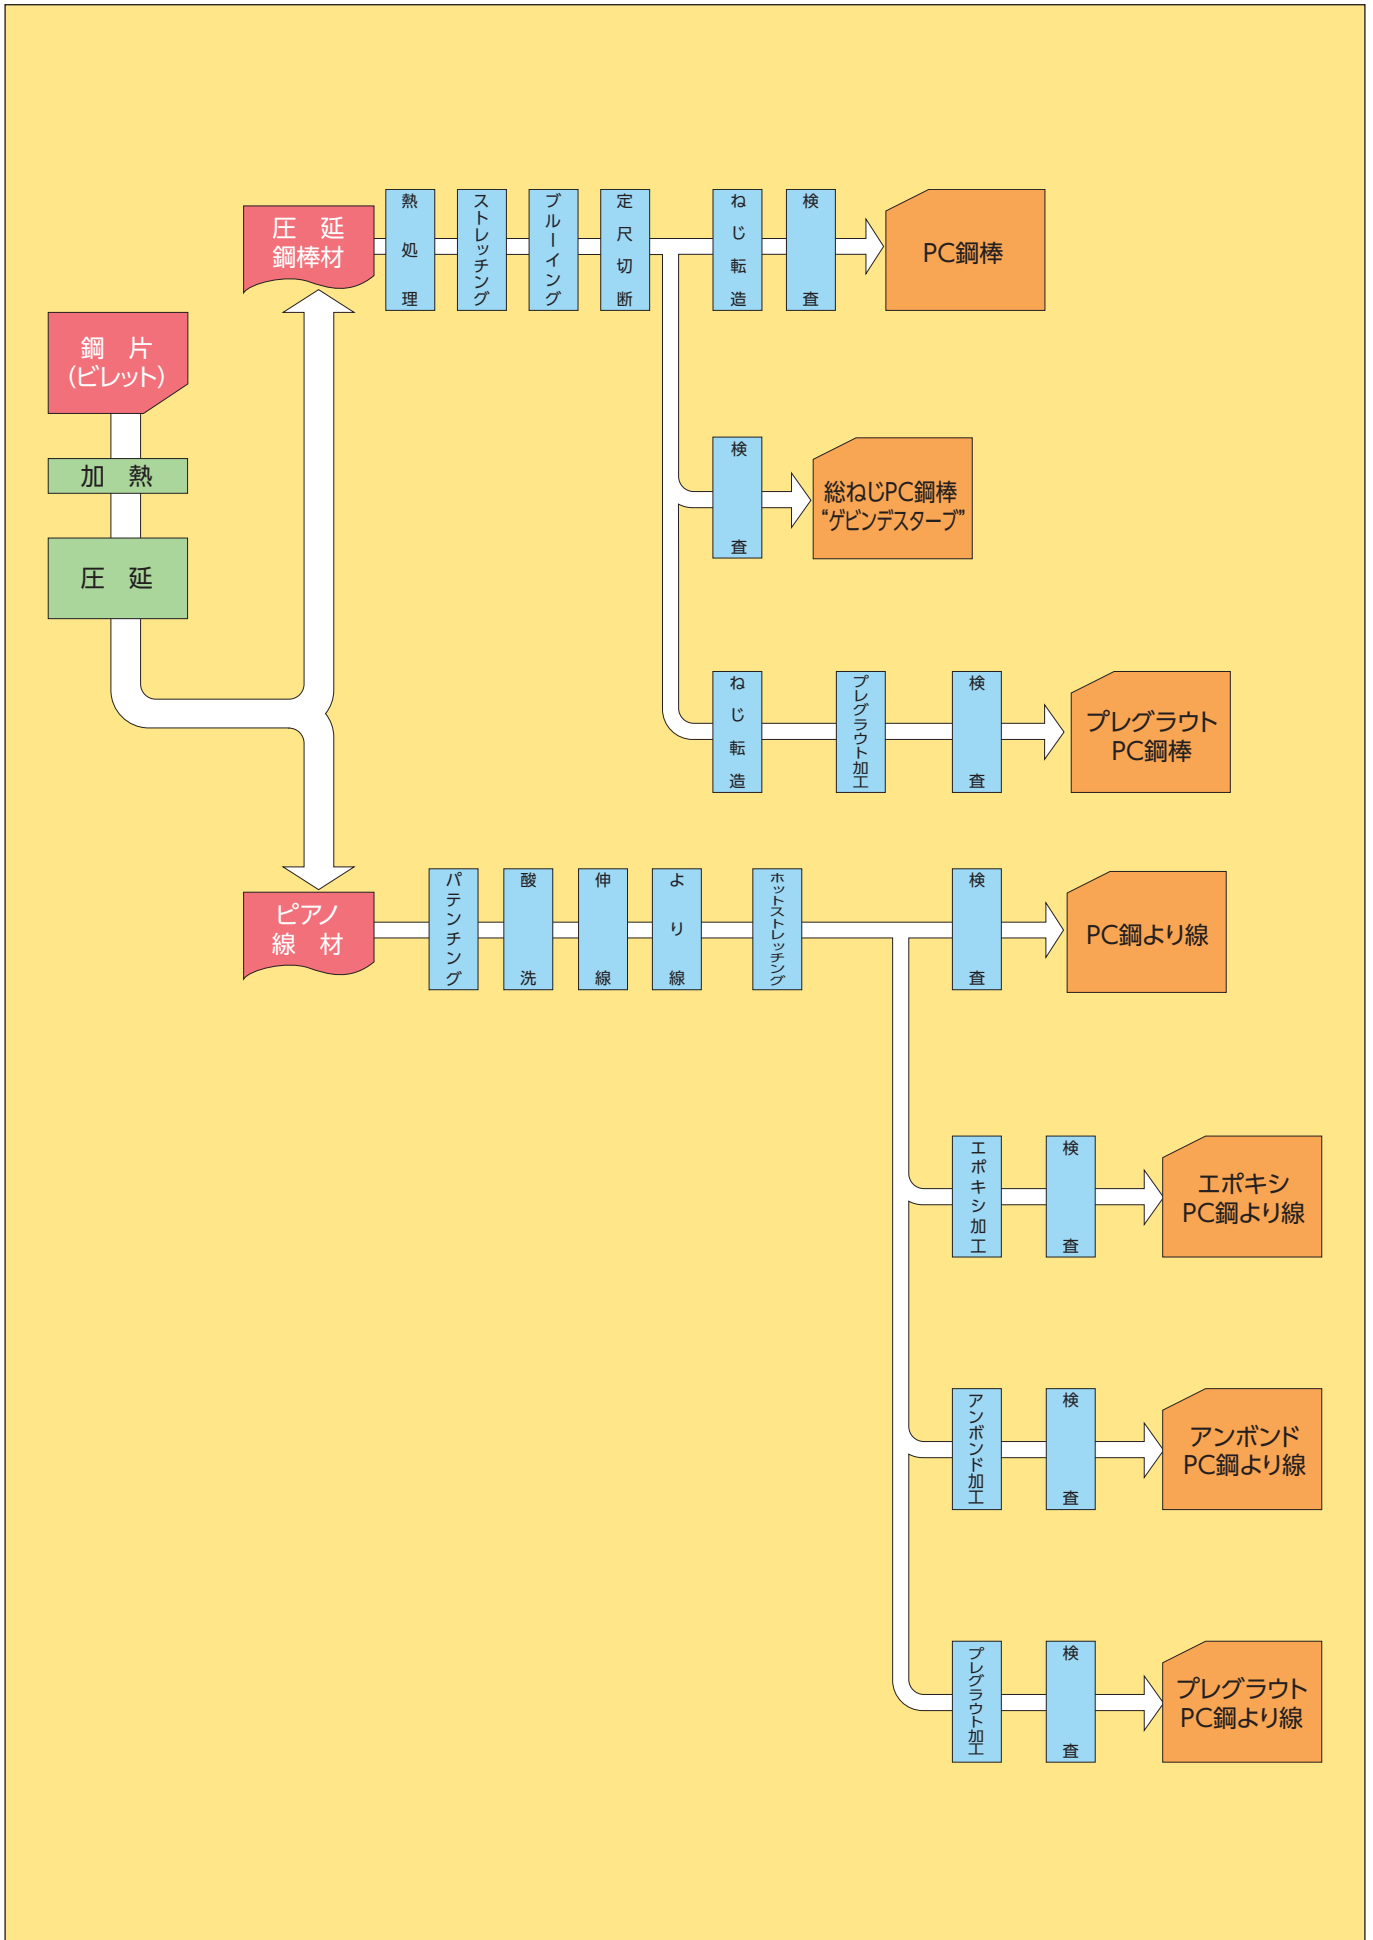 圧 延
鋼棒材
熱処理
ストレッチング
ブルーイング
定尺切断
ねじ転造
検査
PC鋼棒
鋼 片
(ビレット)
加 熱
圧 延
検査
総ねじPC鋼棒
“ゲビンデスターブ”
ねじ転造
プレグラウト加工
検査
プレグラウト
PC鋼棒
ピアノ
線 材
パテンチング
酸洗
伸線
より線
ホットストレッチング
検査
PC鋼より線
エポキシ加工
検査
エポキシ
PC鋼より線
アンボンド加工
検査
アンボンド
PC鋼より線
プレグラウト加工
検査
プレグラウト
PC鋼より線